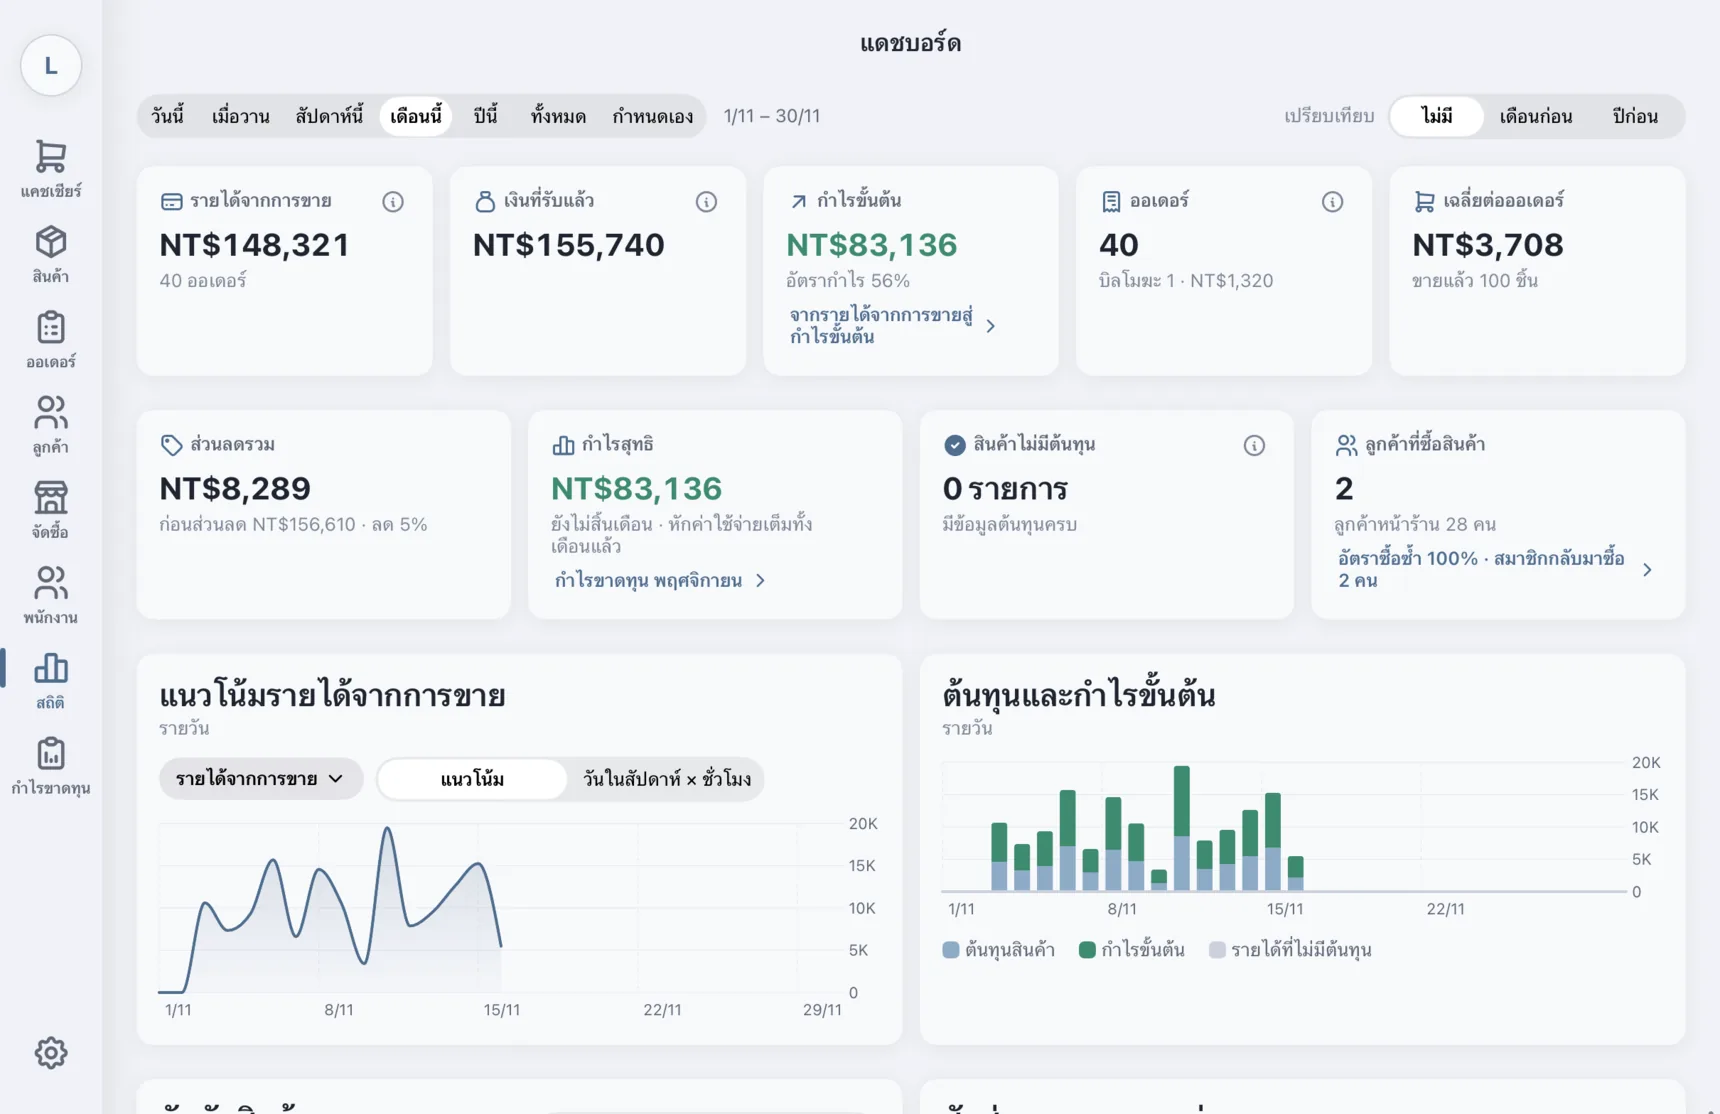 แดชบอร์ด
L
วันนี้ เมื่อวาน สัปดาห์นี้ เดือนนี้ ปีนี้ ทั้งหมด กำหนดเอง 1/11 – 30/11
เปรียบเทียบ ไม่มี เดือนก่อน ปีก่อน
แคชเชียร์
สินค้า
ออเดอร์
ลูกค้า
จัดซื้อ
พนักงาน
สถิติ
กำไรขาดทุน
รายได้จากการขาย
NT$148,321
40 ออเดอร์
เงินที่รับแล้ว
NT$155,740
กำไรขั้นต้น
NT$83,136
อัตรากำไร 56%
จากรายได้จากการขายสู่
กำไรขั้นต้น
ออเดอร์
40
บิลโมฆะ 1 · NT$1,320
เฉลี่ยต่อออเดอร์
NT$3,708
ขายแล้ว 100 ชิ้น
ส่วนลดรวม
NT$8,289
ก่อนส่วนลด NT$156,610 · ลด 5%
กำไรสุทธิ
NT$83,136
ยังไม่สิ้นเดือน · หักค่าใช้จ่ายเต็มทั้ง
เดือนแล้ว
กำไรขาดทุน พฤศจิกายน
สินค้าไม่มีต้นทุน
0 รายการ
มีข้อมูลต้นทุนครบ
ลูกค้าที่ซื้อสินค้า
2
ลูกค้าหน้าร้าน 28 คน
อัตราซื้อซ้ำ 100% · สมาชิกกลับมาซื้อ
2 คน
แนวโน้มรายได้จากการขาย
รายวัน
รายได้จากการขาย แนวโน้ม วันในสัปดาห์ × ชั่วโมง
20K
15K
10K
5K
0
1/11 8/11 15/11 22/11 29/11
ต้นทุนและกำไรขั้นต้น
รายวัน
20K
15K
10K
5K
0
1/11 8/11 15/11 22/11
ต้นทุนสินค้า กำไรขั้นต้น รายได้ที่ไม่มีต้นทุน